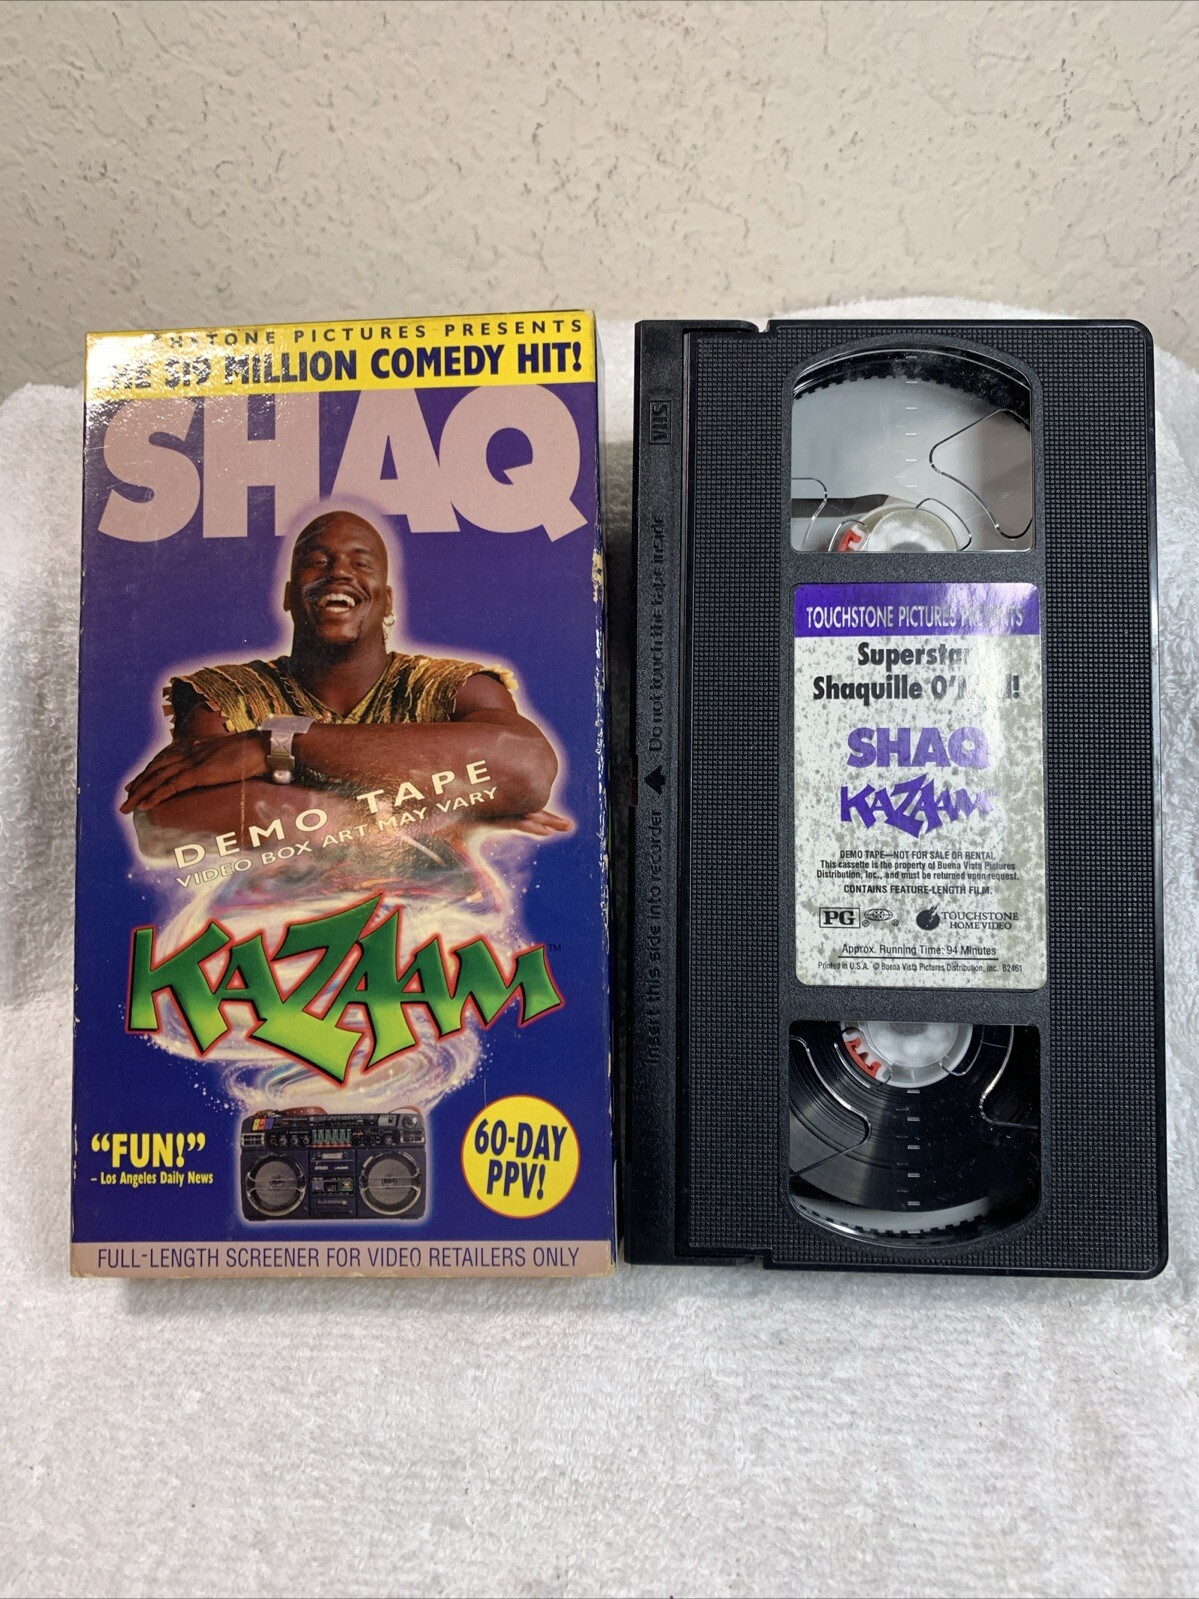 PICTURES PRESENTS
$19 MILLION COMEDY HIT!
SHAQ
DEMO TAPE
VIDEO BOX ART MAY VARY
KAZAAM™
"FUN!"
– Los Angeles Daily News
60-DAY
PPV!
FULL-LENGTH SCREENER FOR VIDEO RETAILERS ONLY
VHS
Insert this side into recorder ▲ Do not touch the tape inside
TOUCHSTONE PICTURES
Superstar
Shaquille
SHAQ
KAZAAM
DEMO TAPE—NOT FOR SALE OR RENTAL
This cassette is the property of Buena Vista Pictures
Distribution, Inc., and must be returned upon request.
CONTAINS FEATURE-LENGTH FILM.
PG
TOUCHSTONE
HOME VIDEO
Approx. Running Time: 94 Minutes
Printed in U.S.A. © Buena Vista Pictures Distribution, Inc. B2461